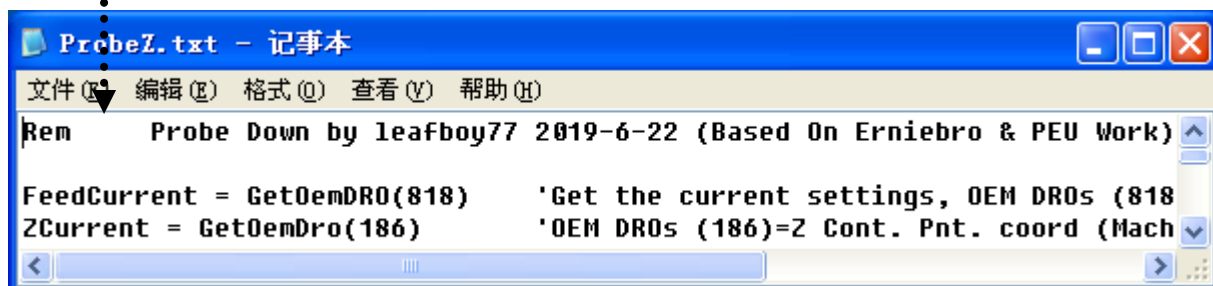 ProbeZ.txt - 记事本
文件(F) 编辑(E) 格式(O) 查看(V) 帮助(H)
Rem Probe Down by leafboy77 2019-6-22 (Based On Erniebro & PEU Work)
FeedCurrent = GetOemDRO(818) 'Get the current settings, OEM DROs (818
ZCurrent = GetOemDro(186) 'OEM DROs (186)=Z Cont. Pnt. coord (Mach